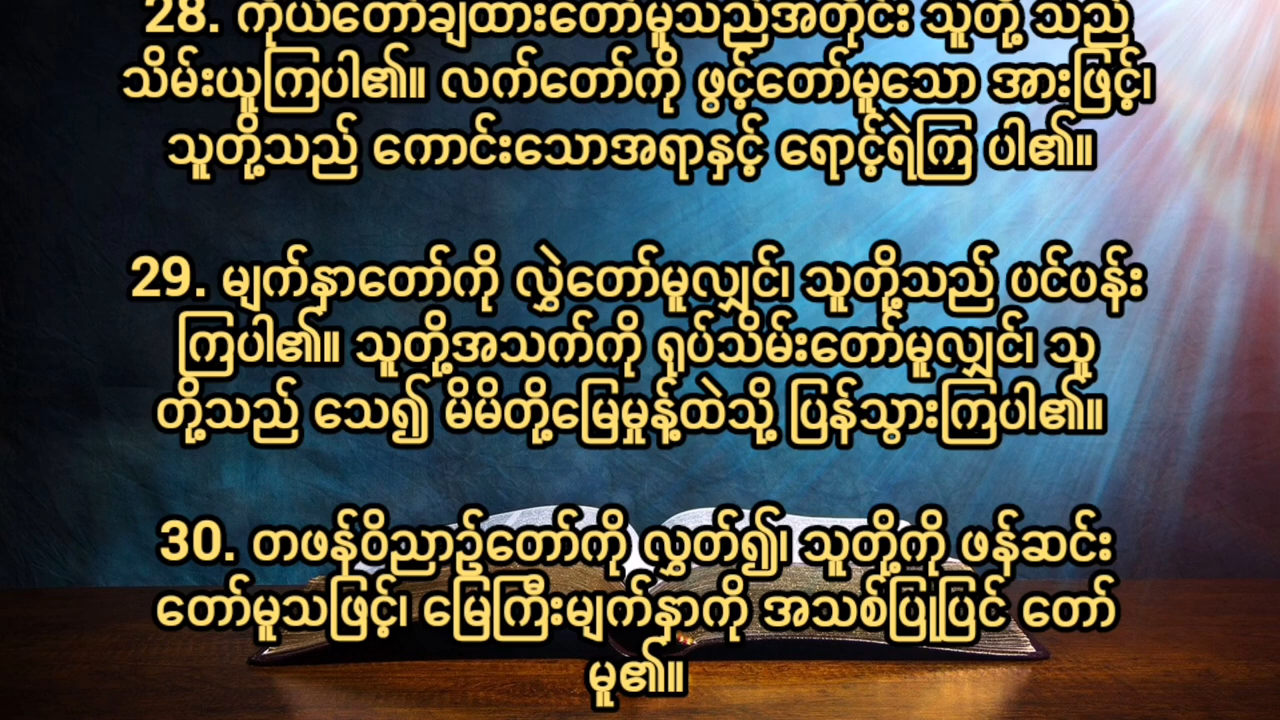 28. ကိုယ်တော်ချထားတော်မူသည်အတိုင်း သူတို့ သည်
သိမ်းယူကြပါ၏။ လက်တော်ကို ဖွင့်တော်မူသော အားဖြင့်၊
သူတို့သည် ကောင်းသောအရာနှင့် ရောင့်ရဲကြ ပါ၏။
29. မျက်နှာတော်ကို လွှဲတော်မူလျှင်၊ သူတို့သည် ပင်ပန်း
ကြပါ၏။ သူတို့အသက်ကို ရုပ်သိမ်းတော်မူလျှင်၊ သူ
တို့သည် သေ၍ မိမိတို့မြေမှုန့်ထဲသို့ ပြန်သွားကြပါ၏။
30. တဖန်ဝိညာဉ်တော်ကို လွှတ်၍၊ သူတို့ကို ဖန်ဆင်း
တော်မူသဖြင့်၊ မြေကြီးမျက်နှာကို အသစ်ပြုပြင် တော်
မူ၏။